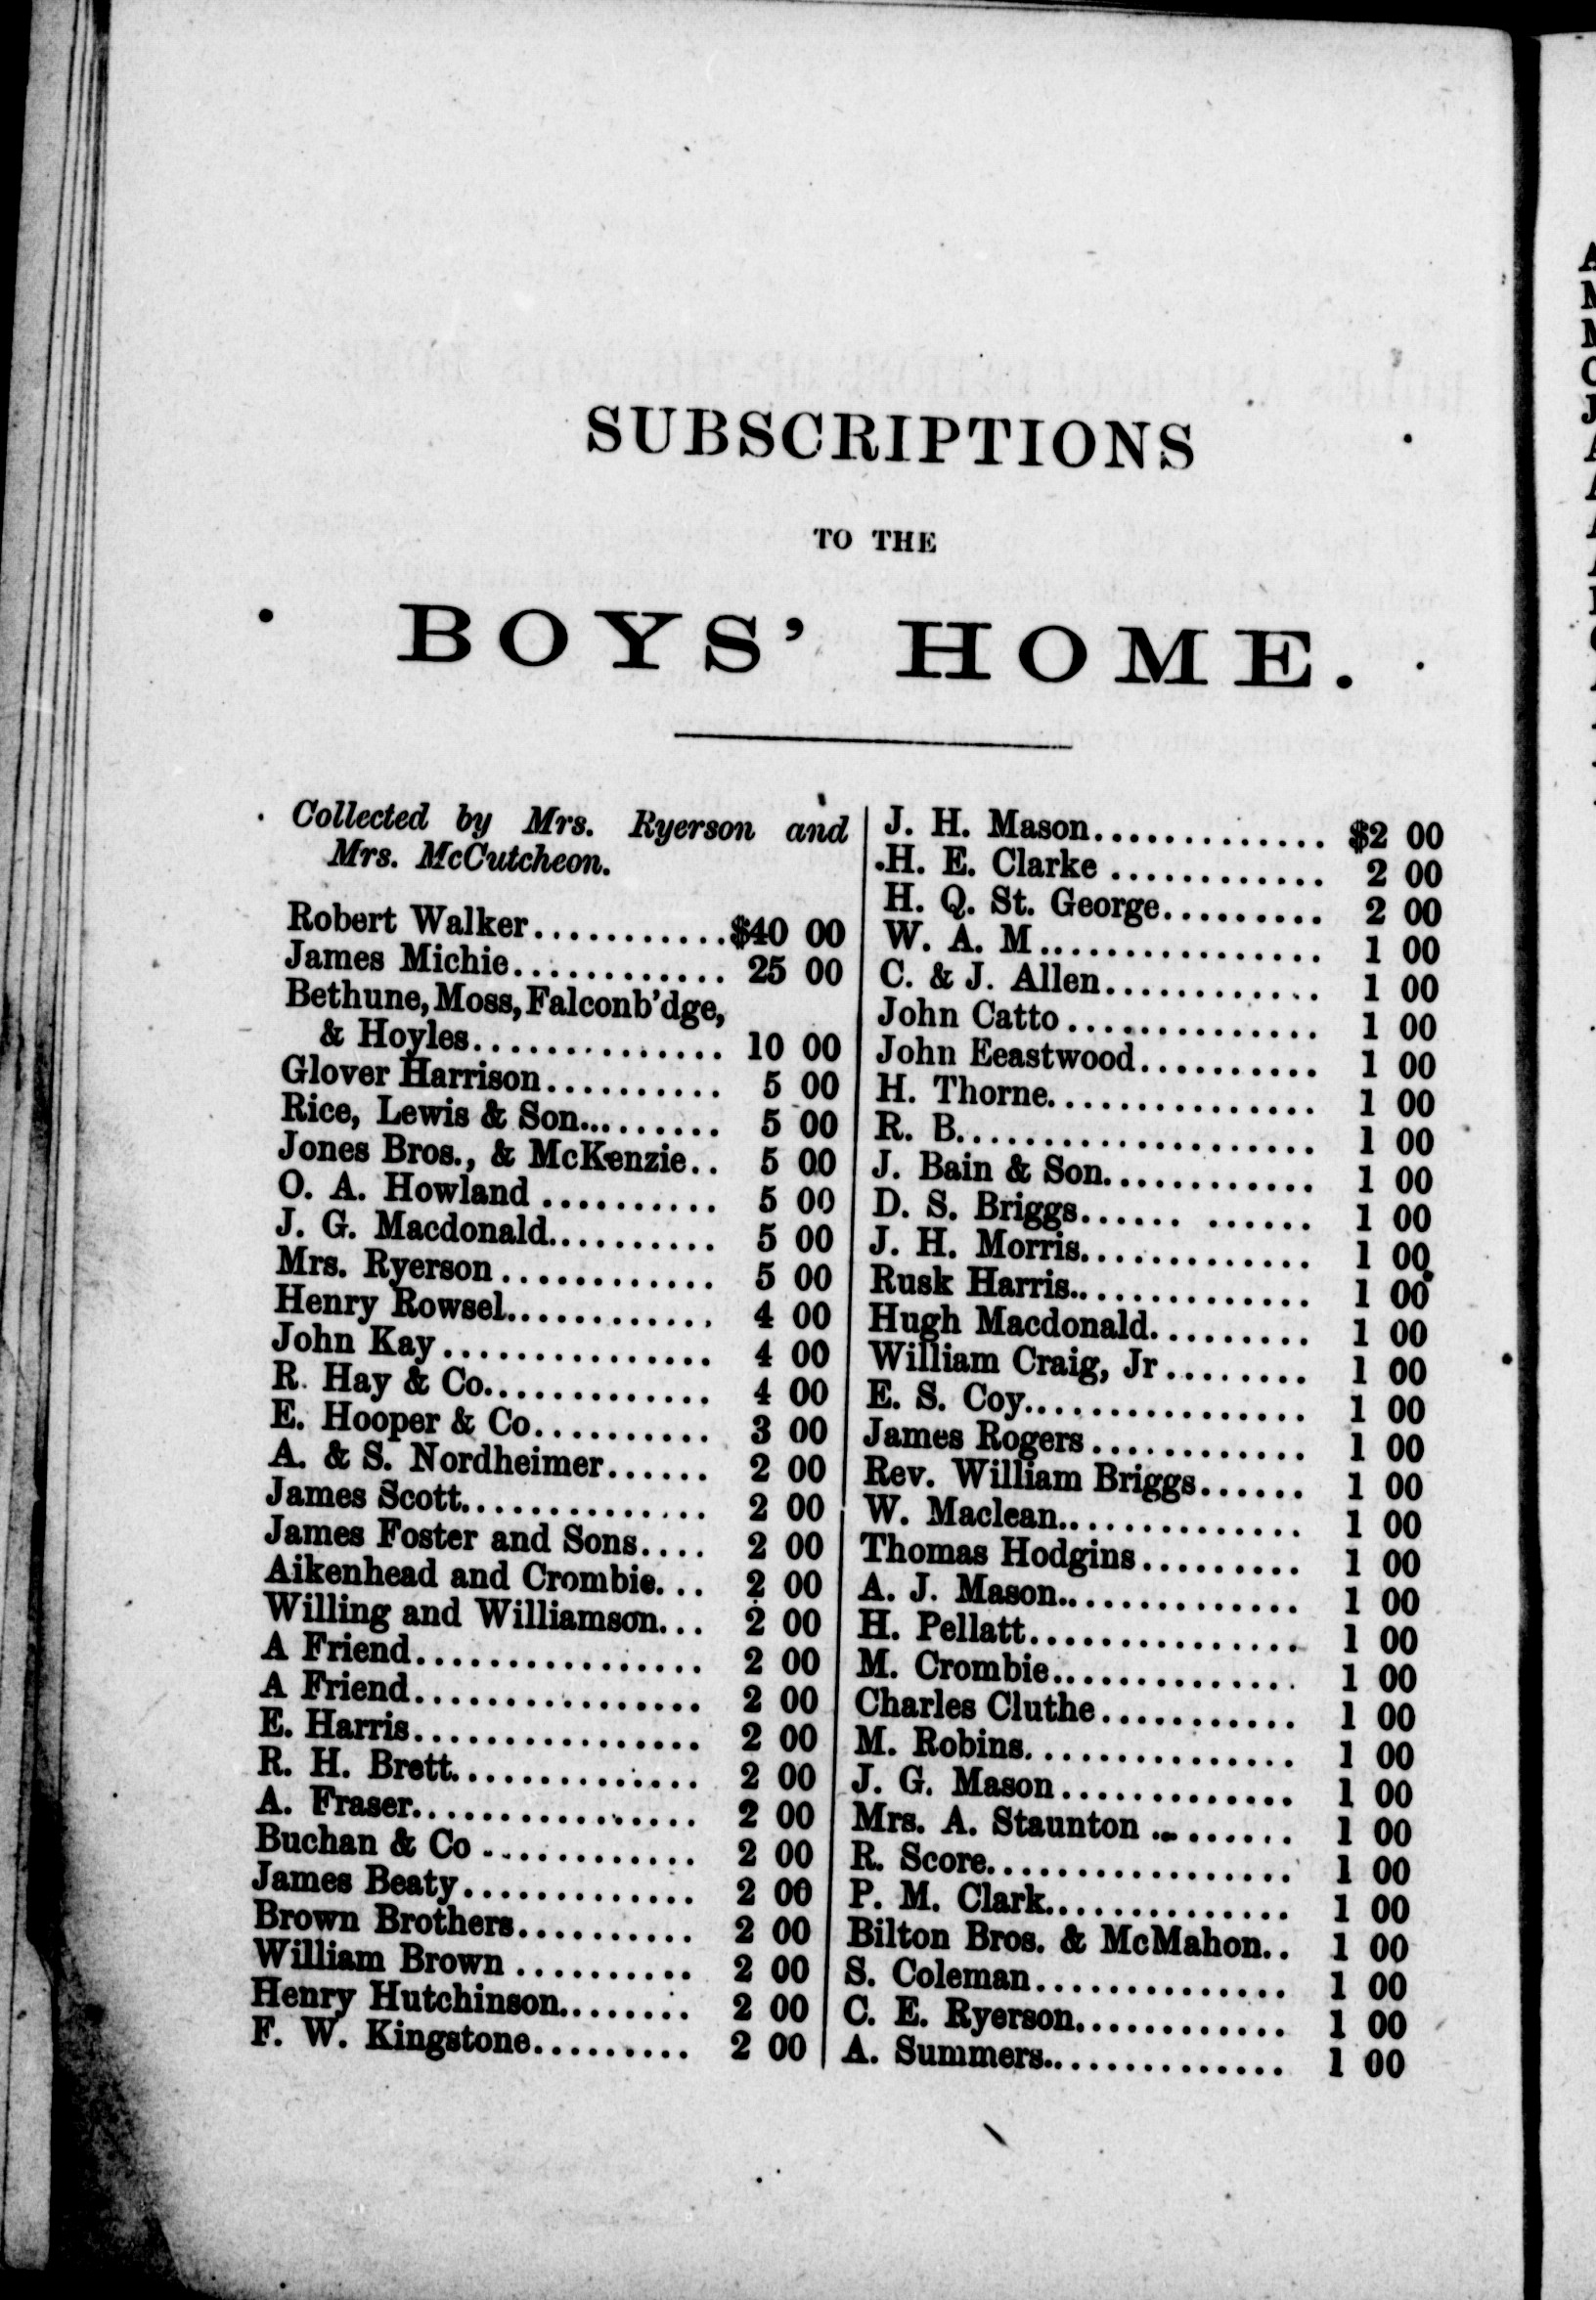 SUBSCRIPTIONS
TO THE
BOYS' HOME.
Collected by Mrs. Ryerson and
Mrs. McCutcheon.
Robert Walker............$40 00
James Michie............. 25 00
Bethune, Moss, Falconb'dge,
& Hoyles.............. 10 00
Glover Harrison.......... 5 00
Rice, Lewis & Son......... 5 00
Jones Bros., & McKenzie.. 5 00
O. A. Howland .......... 5 00
J. G. Macdonald.......... 5 00
Mrs. Ryerson ............ 5 00
Henry Rowsel............ 4 00
John Kay ............... 4 00
R. Hay & Co............. 4 00
E. Hooper & Co.......... 3 00
A. & S. Nordheimer...... 2 00
James Scott.............. 2 00
James Foster and Sons.... 2 00
Aikenhead and Crombie... 2 00
Willing and Williamson... 2 00
A Friend................ 2 00
A Friend................ 2 00
E. Harris................ 2 00
R. H. Brett.............. 2 00
A. Fraser................ 2 00
Buchan & Co ............ 2 00
James Beaty............. 2 00
Brown Brothers.......... 2 00
William Brown .......... 2 00
Henry Hutchinson........ 2 00
F. W. Kingstone......... 2 00
J. H. Mason............. $2 00
H. E. Clarke ............ 2 00
H. Q. St. George......... 2 00
W. A. M................ 1 00
C. & J. Allen............ 1 00
John Catto .............. 1 00
John Eeastwood.......... 1 00
H. Thorne............... 1 00
R. B.................... 1 00
J. Bain & Son............ 1 00
D. S. Briggs...... ...... 1 00
J. H. Morris............. 1 00
Rusk Harris.............. 1 00
Hugh Macdonald......... 1 00
William Craig, Jr ........ 1 00
E. S. Coy................ 1 00
James Rogers ............ 1 00
Rev. William Briggs...... 1 00
W. Maclean.............. 1 00
Thomas Hodgins ......... 1 00
A. J. Mason.............. 1 00
H. Pellatt................ 1 00
M. Crombie.............. 1 00
Charles Cluthe........... 1 00
M. Robins............... 1 00
J. G. Mason ............. 1 00
Mrs. A. Staunton ........ 1 00
R. Score................. 1 00
P. M. Clark.............. 1 00
Bilton Bros. & McMahon.. 1 00
S. Coleman.............. 1 00
C. E. Ryerson............ 1 00
A. Summers.............. 1 00